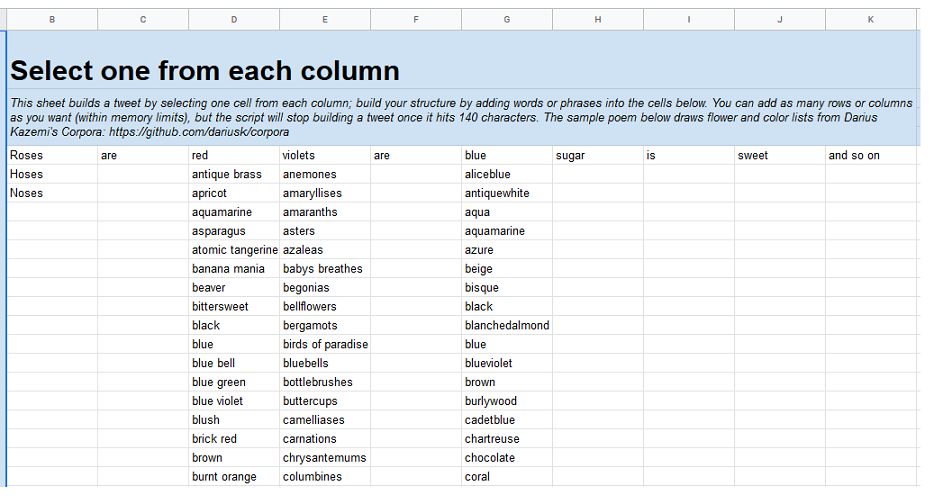 B C D E F G H I J K
Select one from each column
This sheet builds a tweet by selecting one cell from each column; build your structure by adding words or phrases into the cells below. You can add as many rows or columns
as you want (within memory limits), but the script will stop building a tweet once it hits 140 characters. The sample poem below draws flower and color lists from Darius
Kazemi's Corpora: https://github.com/dariusk/corpora
Roses are red violets are blue sugar is sweet and so on
Hoses antique brass anemones aliceblue
Noses apricot amaryllises antiquewhite
aquamarine amaranths aqua
asparagus asters aquamarine
atomic tangerine azaleas azure
banana mania babys breathes beige
beaver begonias bisque
bittersweet bellflowers black
black bergamots blanchedalmond
blue birds of paradise blue
blue bell bluebells blueviolet
blue green bottlebrushes brown
blue violet buttercups burlywood
blush camelliases cadetblue
brick red carnations chartreuse
brown chrysantemums chocolate
burnt orange columbines coral